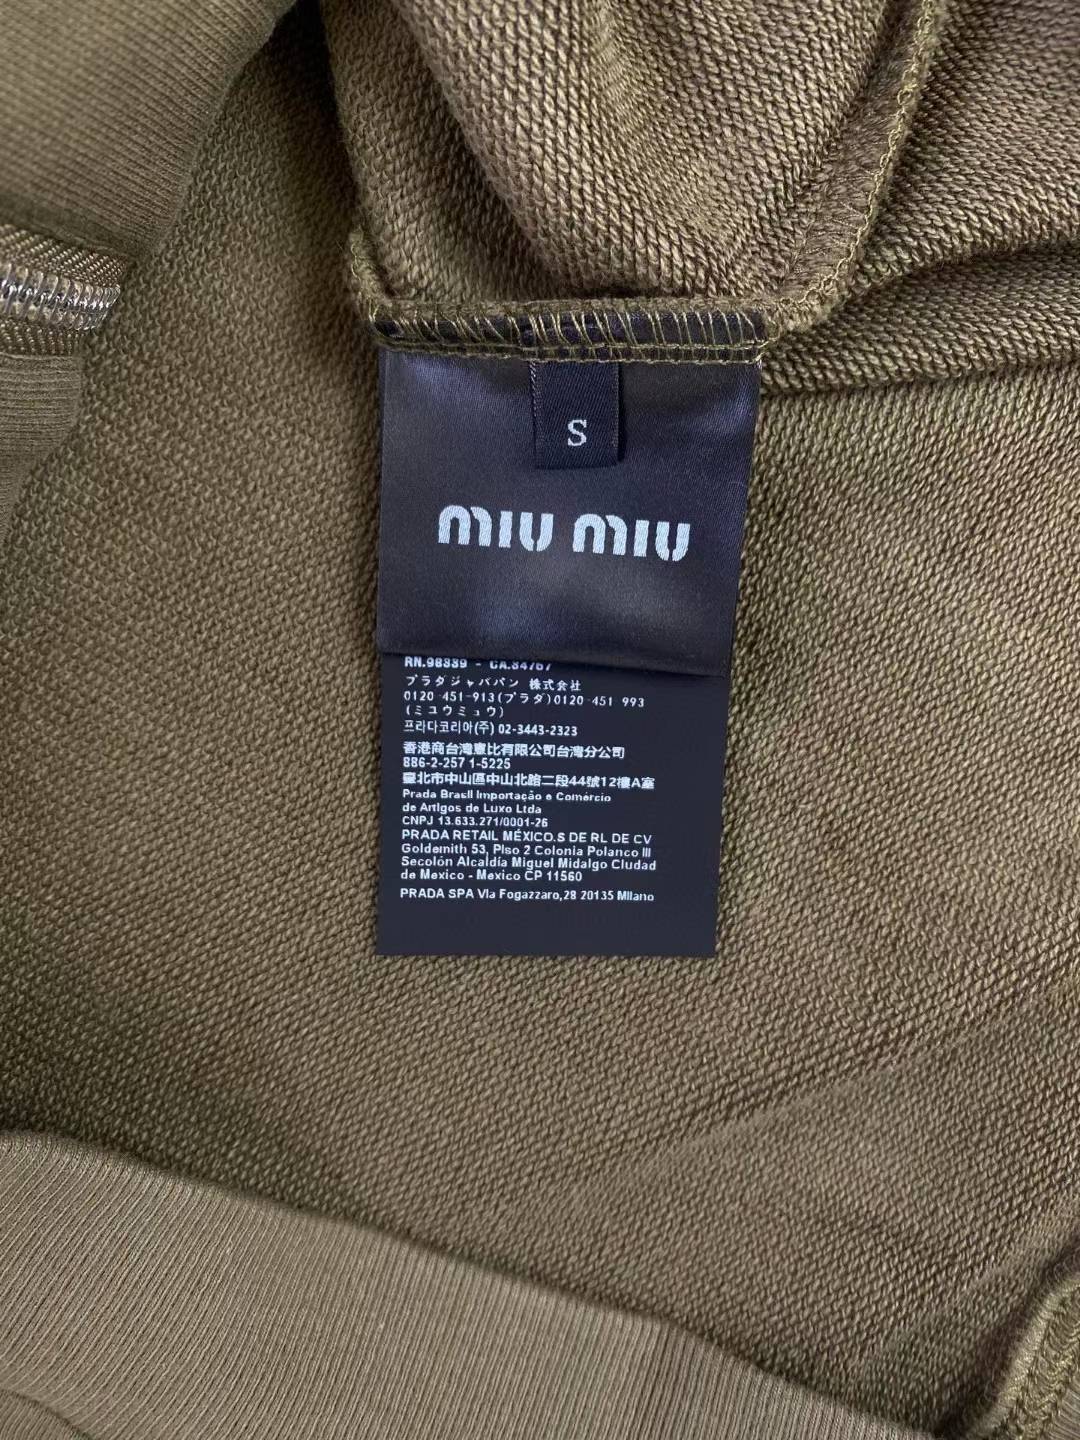 S
miu miu
RN.98889 - CA.34767
プラダジャパパン 株式会社
0120 451-913(プラダ)0120 451 993
(ミユウミュウ)
프라다코리아(주) 02-3443-2323
香港商台灣憲比有限公司台灣分公司
886-2-257 1-5225
臺北市中山區中山北路二段44號12樓A室
Prada Brasil Importação e Comércio
de Artigos de Luxo Ltda
CNPJ 13.633.271/0001-26
PRADA RETAIL MÉXICO.S DE RL DE CV
Goldemith 53, Piso 2 Colonia Polanco III
Secolón Alcaldía Miguel Midalgo Cludad
de Mexico - Mexico CP 11560
PRADA SPA Via Fogazzaro,28 20135 Milano